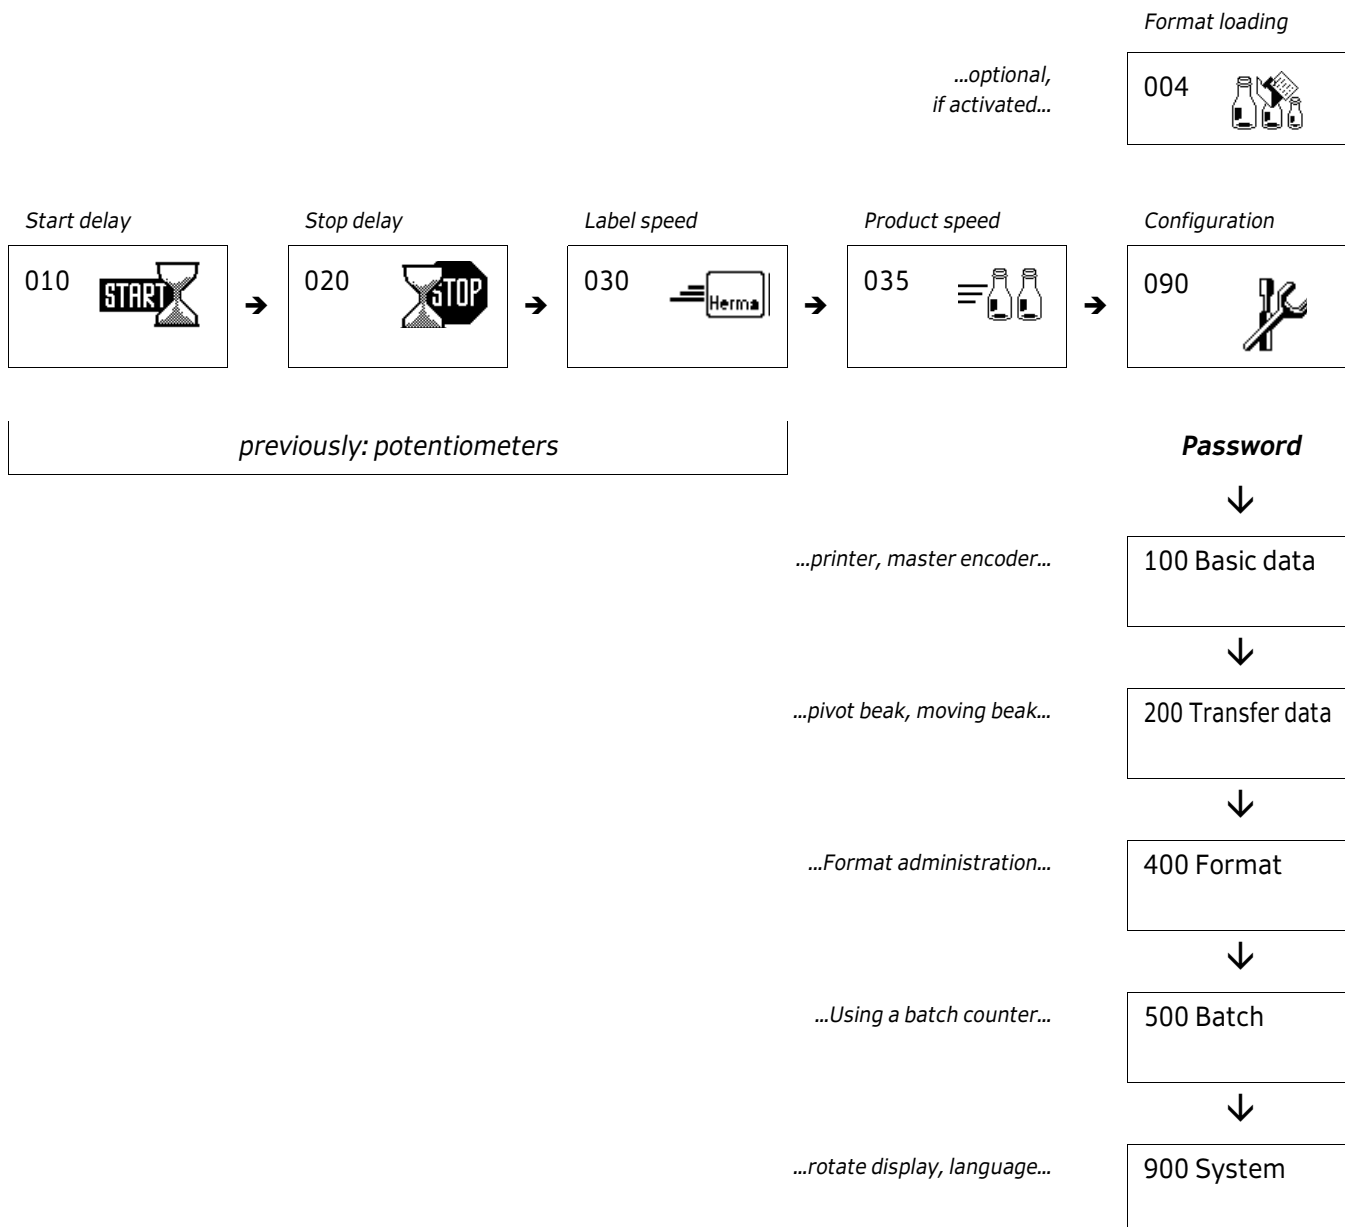 Format loading
...optional,
if activated...
004
Start delay
Stop delay
Label speed
Product speed
Configuration
010
START
020
STOP
030
Herma
035
090
previously: potentiometers
Password
...printer, master encoder...
100 Basic data
...pivot beak, moving beak...
200 Transfer data
...Format administration...
400 Format
...Using a batch counter...
500 Batch
...rotate display, language...
900 System